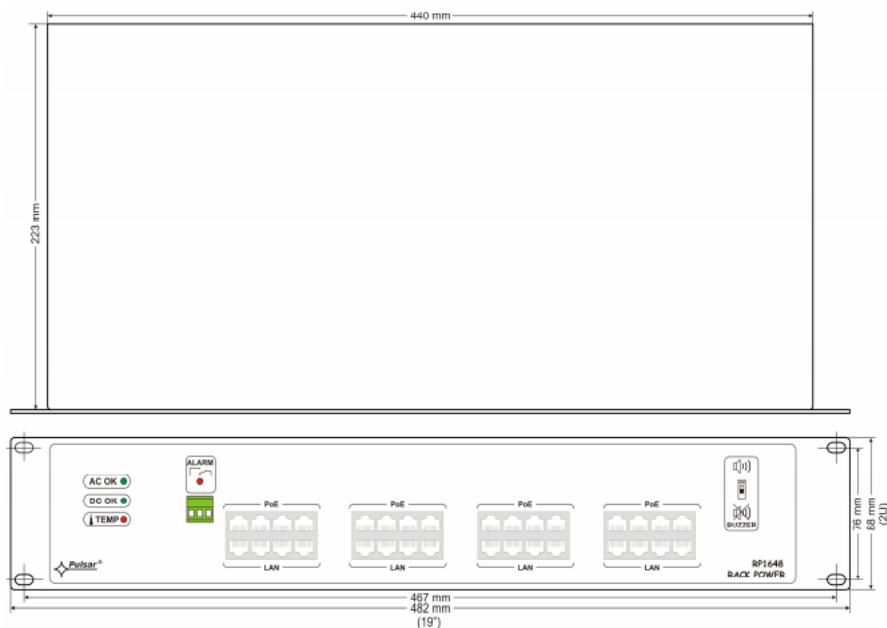 440 mm
223 mm
ALARM
AC OK
DC OK
TEMP
PoE PoE PoE PoE
LAN LAN LAN LAN
BUZZER
Pulsar®
RP1648
RACK POWER
76 mm
88 mm
(2U)
467 mm
482 mm
(19")